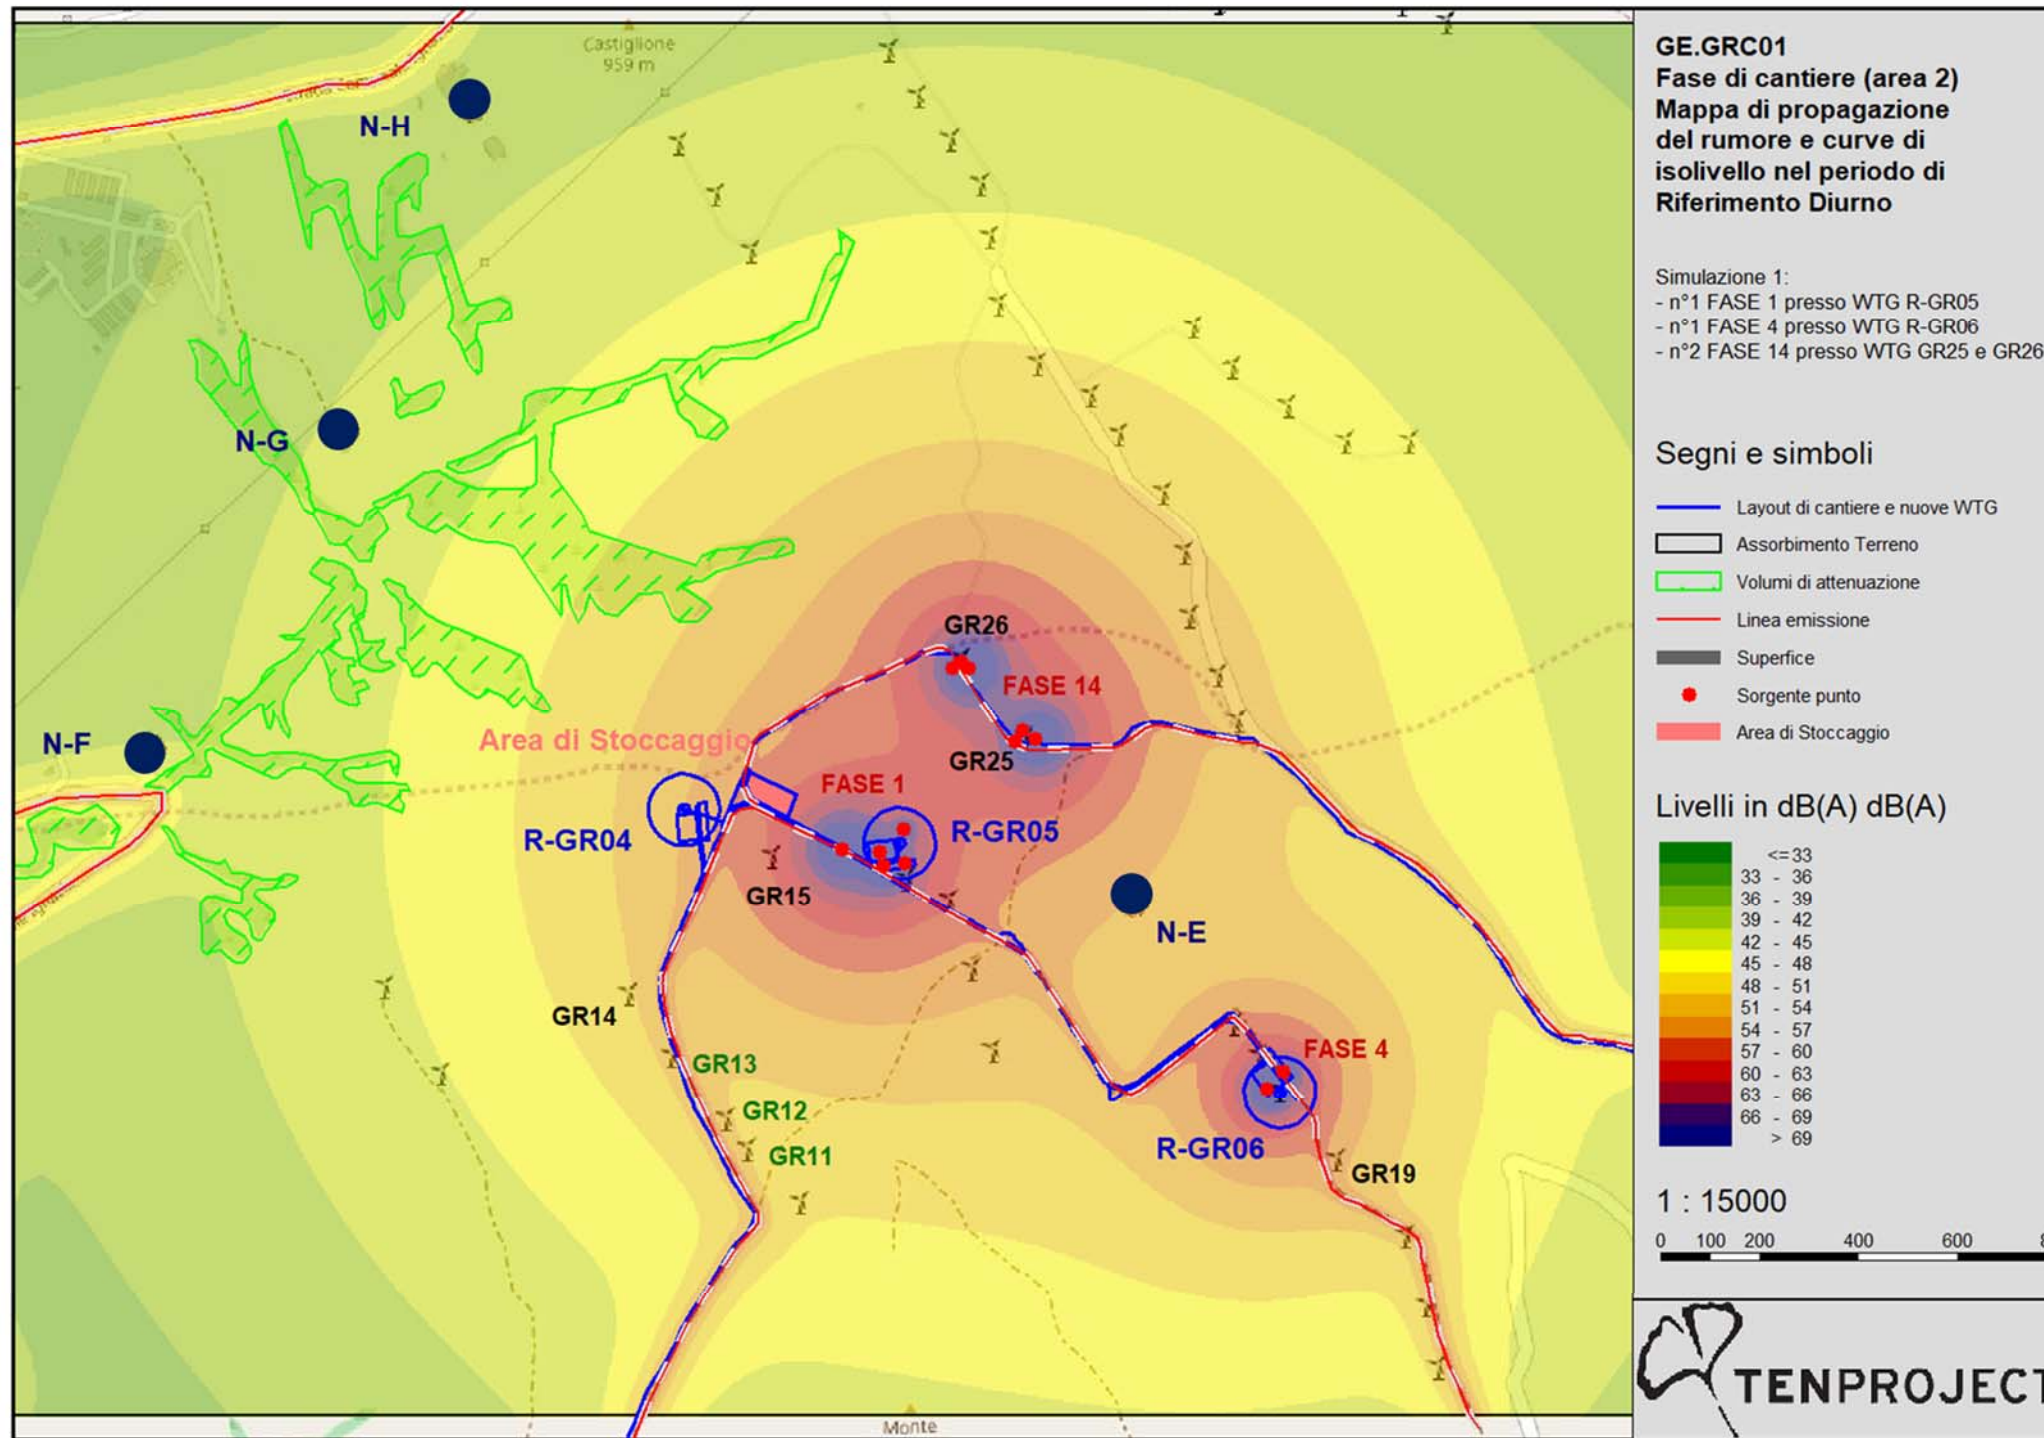 Castiglione
959 m
N-H
N-G
N-F
GR26
FASE 14
Area di Stoccaggio
GR25
FASE 1
R-GR04
R-GR05
GR15
N-E
GR14
FASE 4
GR13
GR12
R-GR06
GR11
GR19
Monte
GE.GRC01
Fase di cantiere (area 2)
Mappa di propagazione
del rumore e curve di
isolivello nel periodo di
Riferimento Diurno
Simulazione 1:
- n°1 FASE 1 presso WTG R-GR05
- n°1 FASE 4 presso WTG R-GR06
- n°2 FASE 14 presso WTG GR25 e GR26
Segni e simboli
Layout di cantiere e nuove WTG
Assorbimento Terreno
Volumi di attenuazione
Linea emissione
Superfice
Sorgente punto
Area di Stoccaggio
Livelli in dB(A) dB(A)
<=33
33 - 36
36 - 39
39 - 42
42 - 45
45 - 48
48 - 51
51 - 54
54 - 57
57 - 60
60 - 63
63 - 66
66 - 69
> 69
1 : 15000
0 100 200 400 600 8
TENPROJECT